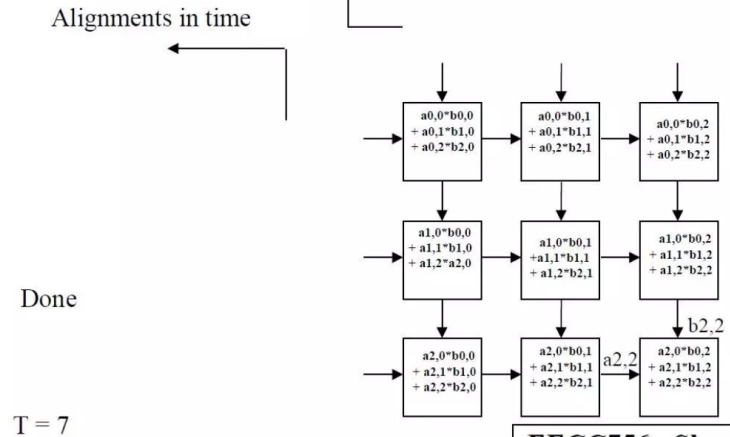 Alignments in time
a0,0*b0,0
+ a0,1*b1,0
+ a0,2*b2,0
a0,0*b0,1
+ a0,1*b1,1
+ a0,2*b2,1
a0,0*b0,2
+ a0,1*b1,2
+ a0,2*b2,2
a1,0*b0,0
+ a1,1*b1,0
+ a1,2*a2,0
a1,0*b0,1
+a1,1*b1,1
+ a1,2*b2,1
a1,0*b0,2
+ a1,1*b1,2
+ a1,2*b2,2
Done
b2,2
a2,0*b0,0
+ a2,1*b1,0
+ a2,2*b2,0
a2,0*b0,1
+ a2,1*b1,1
+ a2,2*b2,1
a2,2
a2,0*b0,2
+ a2,1*b1,2
+ a2,2*b2,2
T = 7